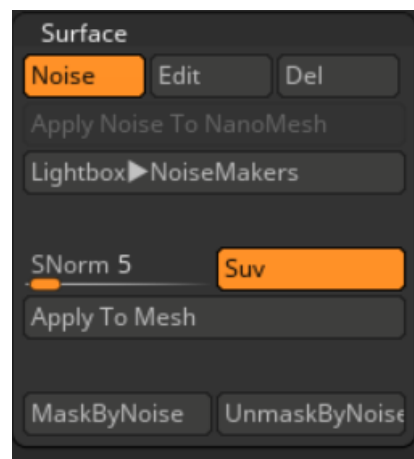 Surface
Noise Edit Del
Apply Noise To NanoMesh
Lightbox▶NoiseMakers
SNorm 5 Suv
Apply To Mesh
MaskByNoise UnmaskByNoise